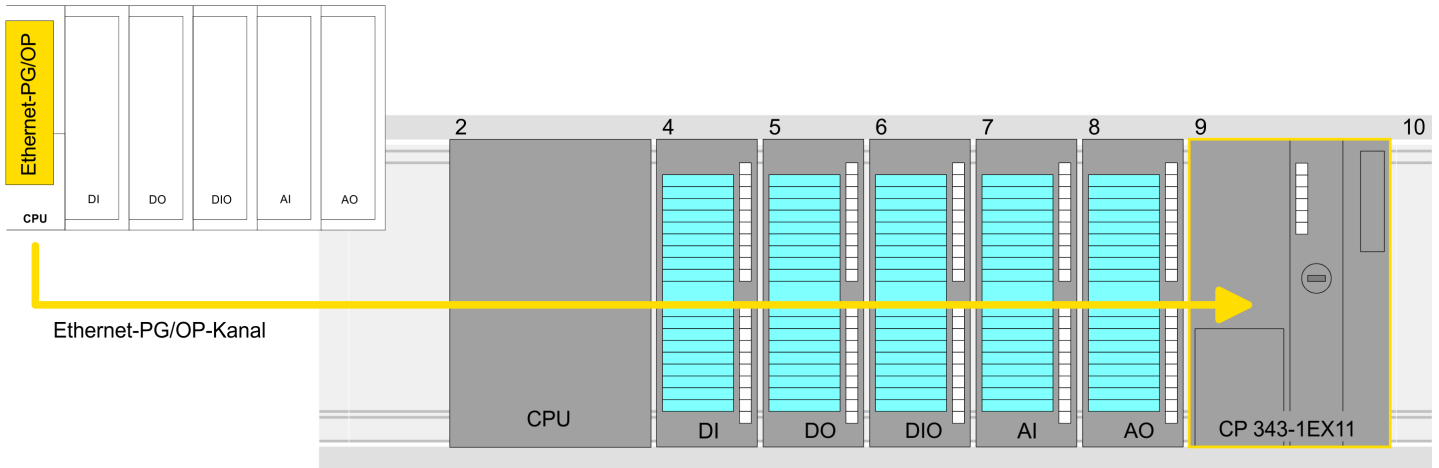 Ethernet-PG/OP
CPU
DI
DO
DIO
AI
AO
2
4
5
6
7
8
9
10
Ethernet-PG/OP-Kanal
CPU
DI
DO
DIO
AI
AO
CP 343-1EX11